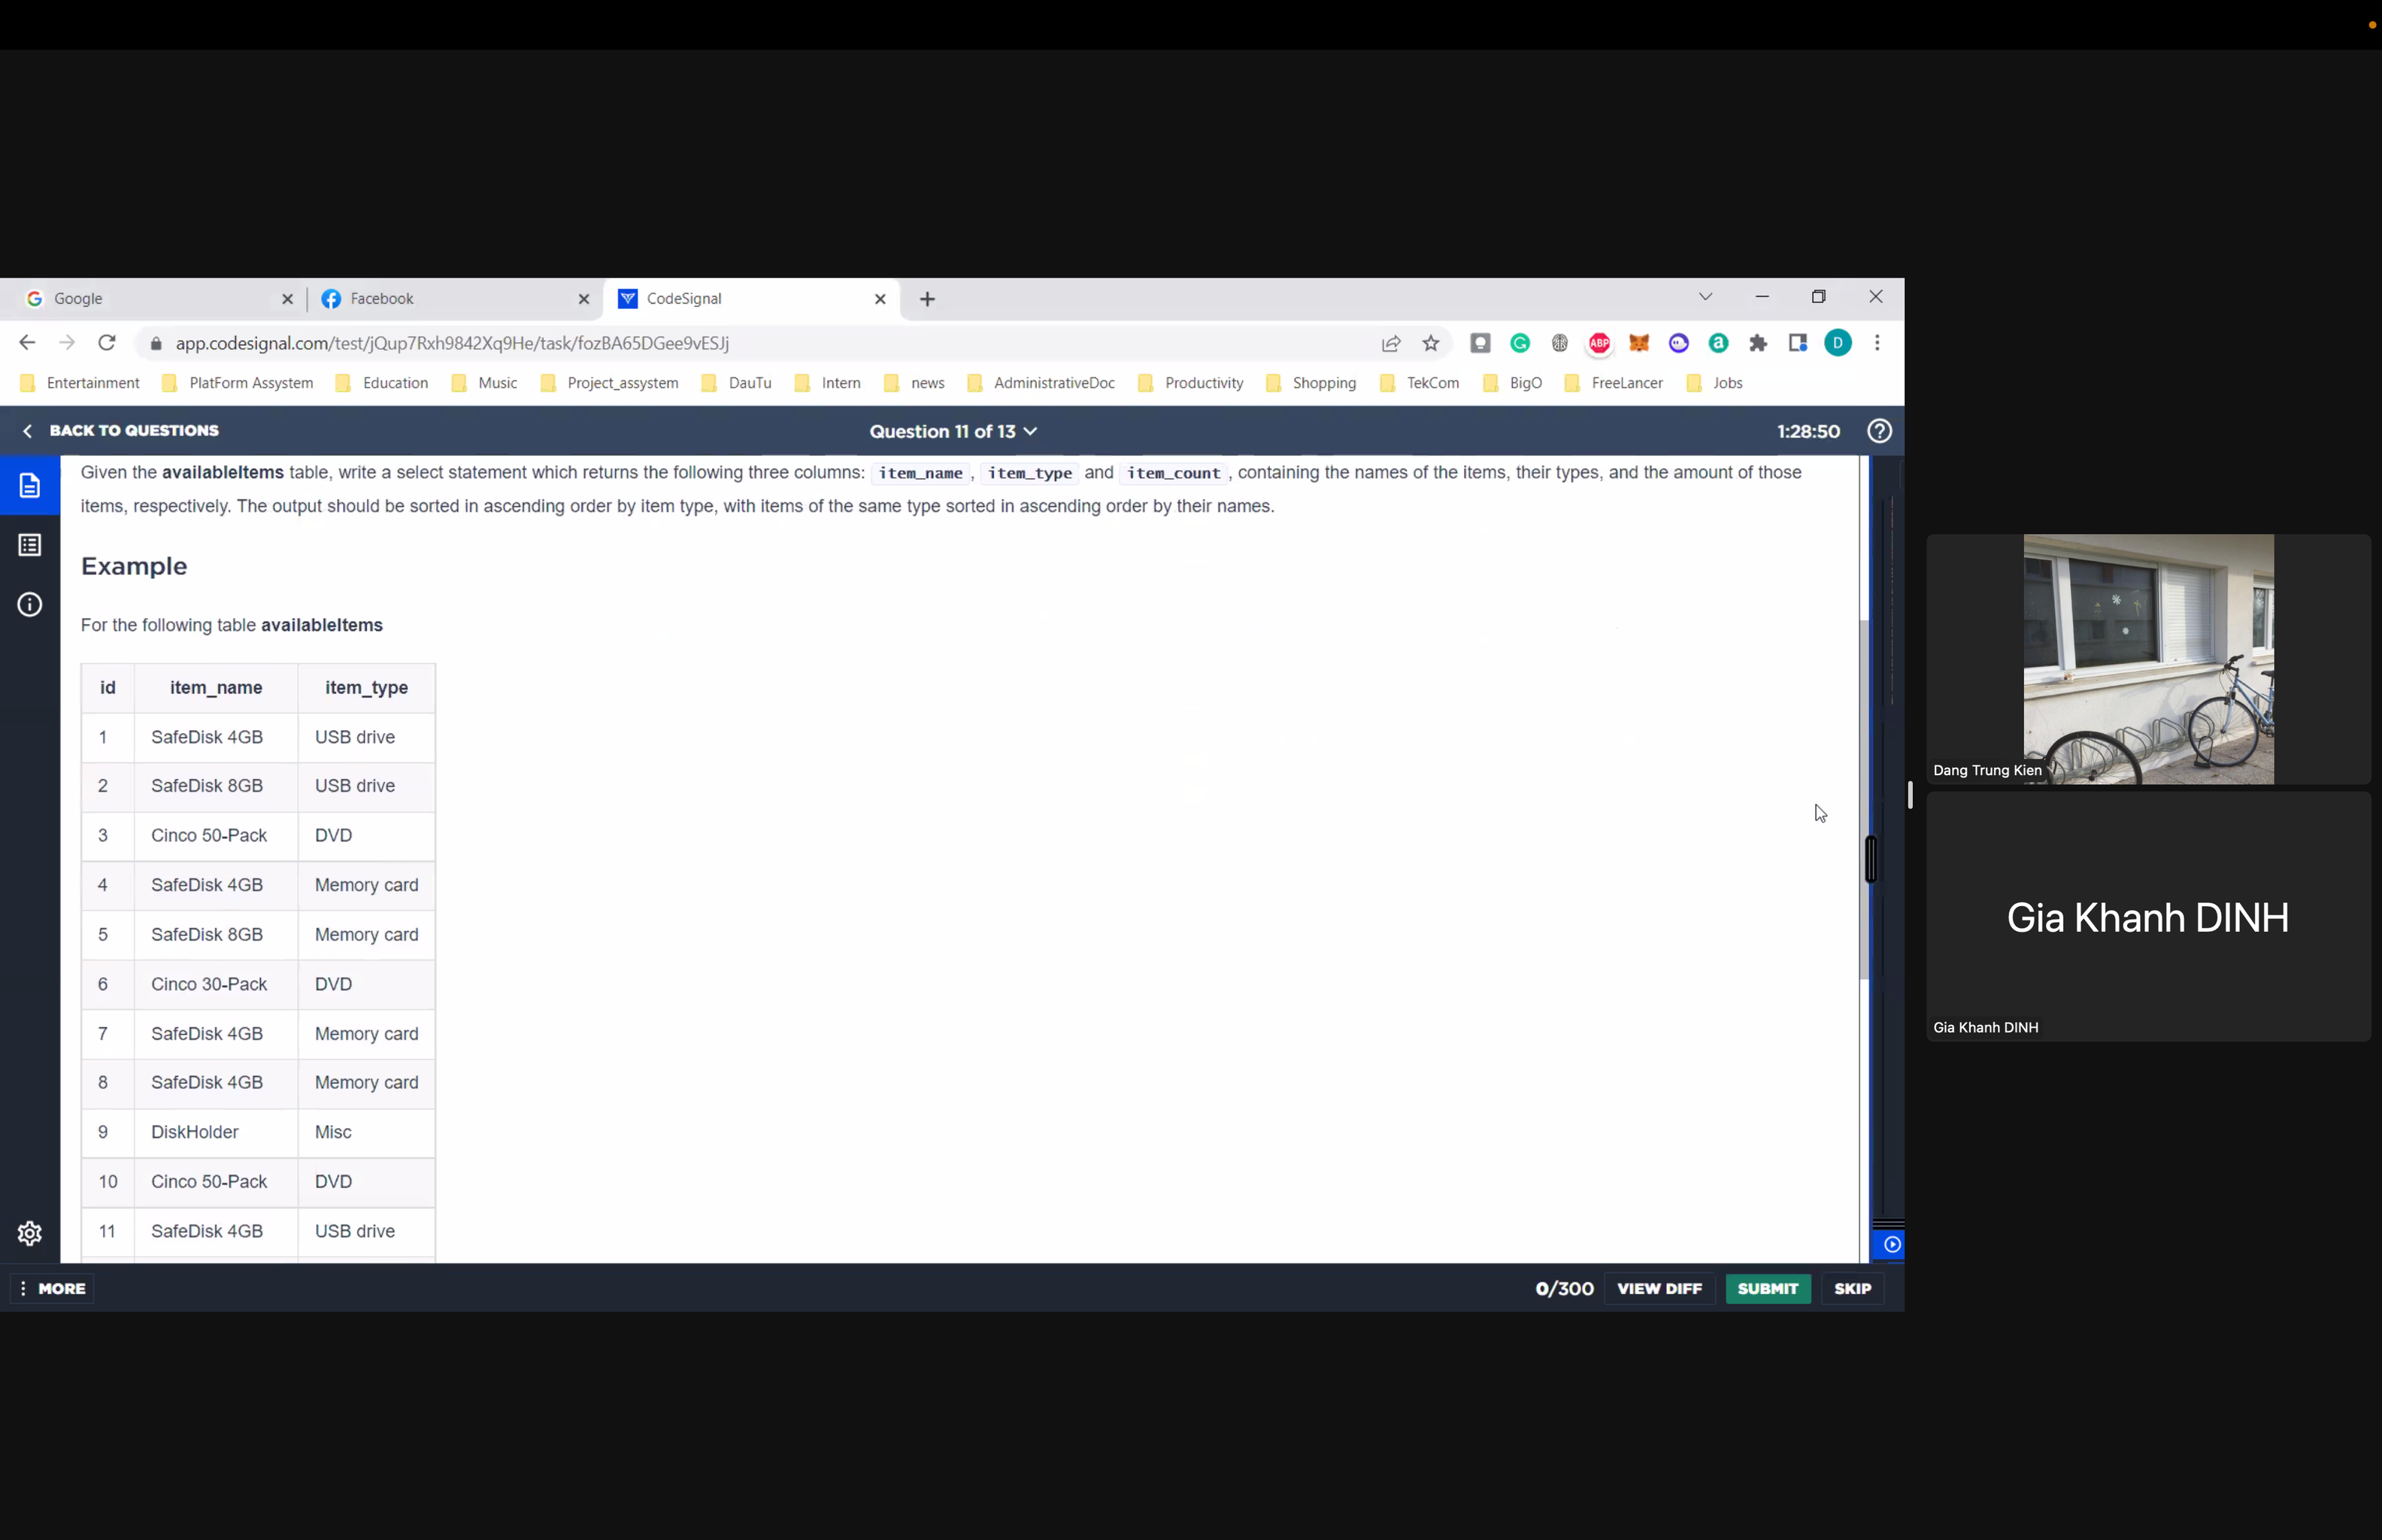 Google
Facebook
CodeSignal
app.codesignal.com/test/jQup7Rxh9842Xq9He/task/fozBA65DGee9vESJj
ABP
D
Entertainment PlatForm Assystem Education Music Project_assystem DauTu Intern news AdministrativeDoc Productivity Shopping TekCom BigO FreeLancer Jobs
BACK TO QUESTIONS
Question 11 of 13
1:28:50
Given the availableItems table, write a select statement which returns the following three columns: item_name, item_type and item_count, containing the names of the items, their types, and the amount of those
items, respectively. The output should be sorted in ascending order by item type, with items of the same type sorted in ascending order by their names.
Example
For the following table availableItems
id item_name item_type
1 SafeDisk 4GB USB drive
2 SafeDisk 8GB USB drive
3 Cinco 50-Pack DVD
4 SafeDisk 4GB Memory card
5 SafeDisk 8GB Memory card
6 Cinco 30-Pack DVD
7 SafeDisk 4GB Memory card
8 SafeDisk 4GB Memory card
9 DiskHolder Misc
10 Cinco 50-Pack DVD
11 SafeDisk 4GB USB drive
MORE
0/300
VIEW DIFF
SUBMIT
SKIP
Dang Trung Kien
Gia Khanh DINH
Gia Khanh DINH